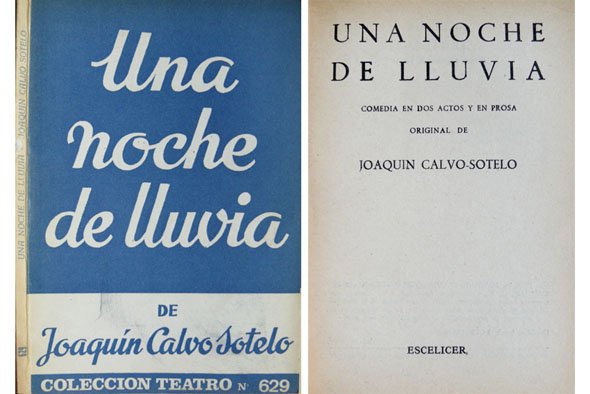 UNA NOCHE DE LLUVIA - JOAQUIN CALVO SOTELO
Una
noche
de lluvia
DE
Joaquín Calvo Sotelo
COLECCION TEATRO N.º 629
UNA NOCHE
DE LLUVIA
COMEDIA EN DOS ACTOS Y EN PROSA
ORIGINAL DE
JOAQUIN CALVO-SOTELO
ESCELICER,